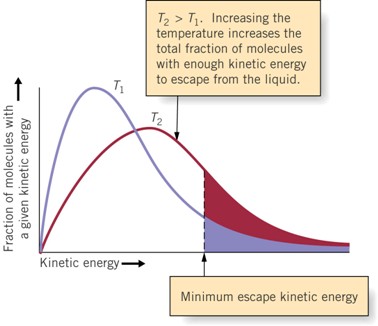 T2 > T1. Increasing the
temperature increases the
total fraction of molecules
with enough kinetic energy
to escape from the liquid.
T1
T2
Fraction of molecules with
a given kinetic energy
Kinetic energy
Minimum escape kinetic energy